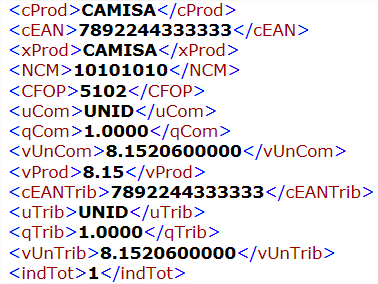 <cProd>CAMISA</cProd>
<cEAN>7892244333333</cEAN>
<xProd>CAMISA</xProd>
<NCM>10101010</NCM>
<CFOP>5102</CFOP>
<uCom>UNID</uCom>
<qCom>1.0000</qCom>
<vUnCom>8.1520600000</vUnCom>
<vProd>8.15</vProd>
<cEANTrib>7892244333333</cEANTrib>
<uTrib>UNID</uTrib>
<qTrib>1.0000</qTrib>
<vUnTrib>8.1520600000</vUnTrib>
<indTot>1</indTot>